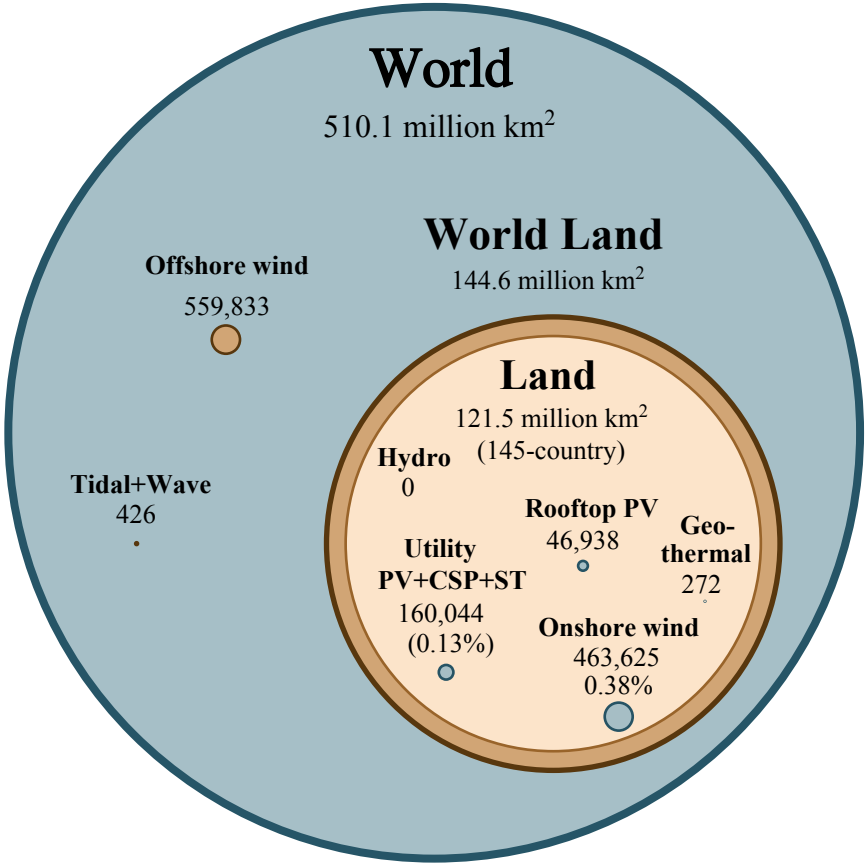 World
510.1 million km²
World Land
144.6 million km²
Offshore wind
559,833
Land
121.5 million km²
(145-country)
Hydro
0
Tidal+Wave
426
Rooftop PV
46,938
Geo-
thermal
272
Utility
PV+CSP+ST
160,044
(0.13%)
Onshore wind
463,625
0.38%